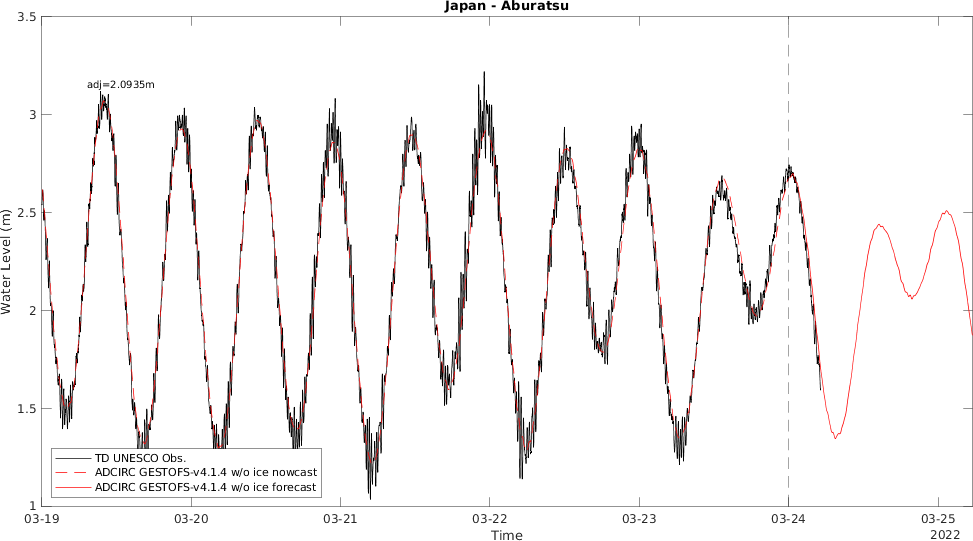 Japan - Aburatsu
3.5
adj=2.0935m
3
2.5
Water Level (m)
2
1.5
TD UNESCO Obs.
ADCIRC GESTOFS-v4.1.4 w/o ice nowcast
ADCIRC GESTOFS-v4.1.4 w/o ice forecast
1
03-19 03-20 03-21 03-22 03-23 03-24 03-25
Time 2022